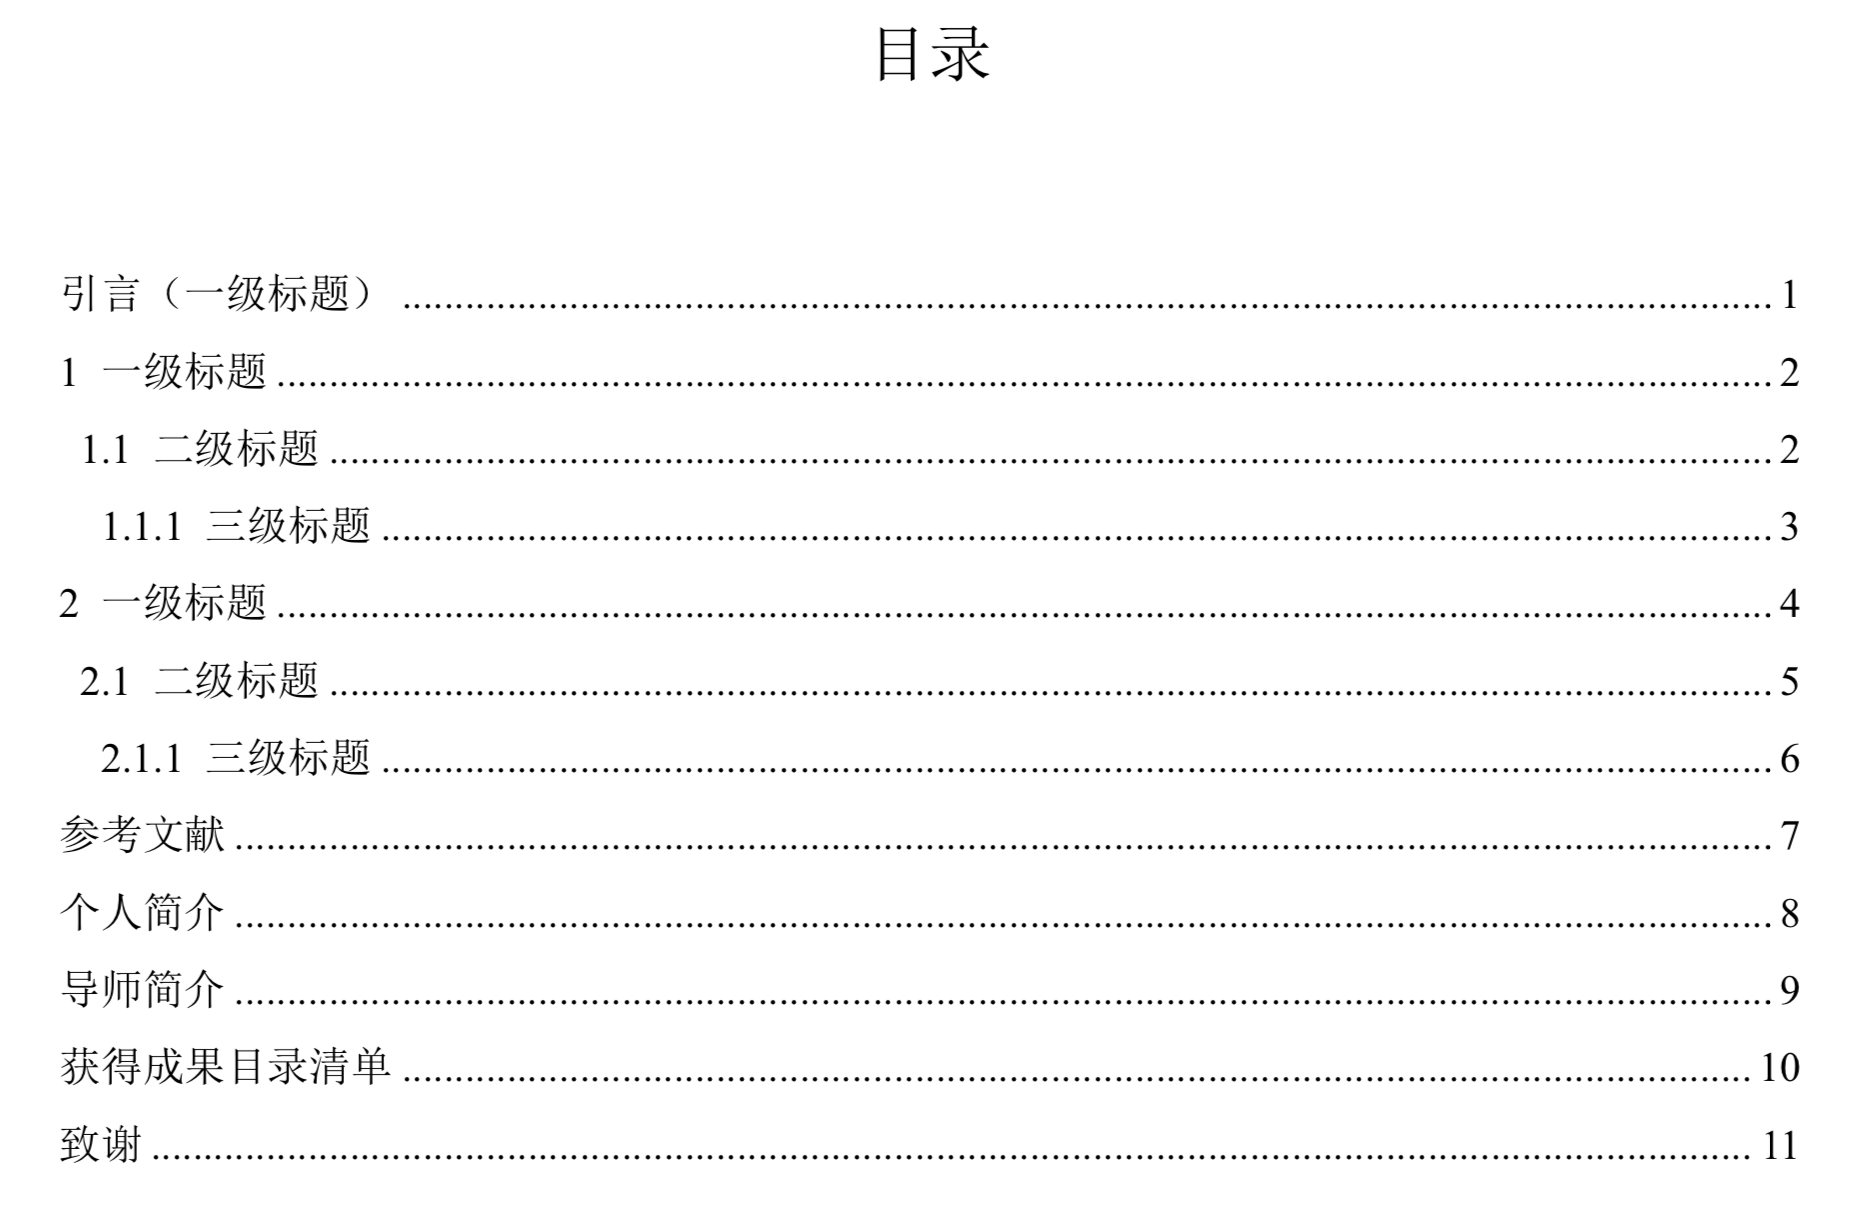 目录
引言（一级标题） ........................................ 1
1 一级标题 ........................................ 2
1.1 二级标题 ........................................ 2
1.1.1 三级标题 ........................................ 3
2 一级标题 ........................................ 4
2.1 二级标题 ........................................ 5
2.1.1 三级标题 ........................................ 6
参考文献 ........................................ 7
个人简介 ........................................ 8
导师简介 ........................................ 9
获得成果目录清单 ........................................ 10
致谢 ........................................ 11